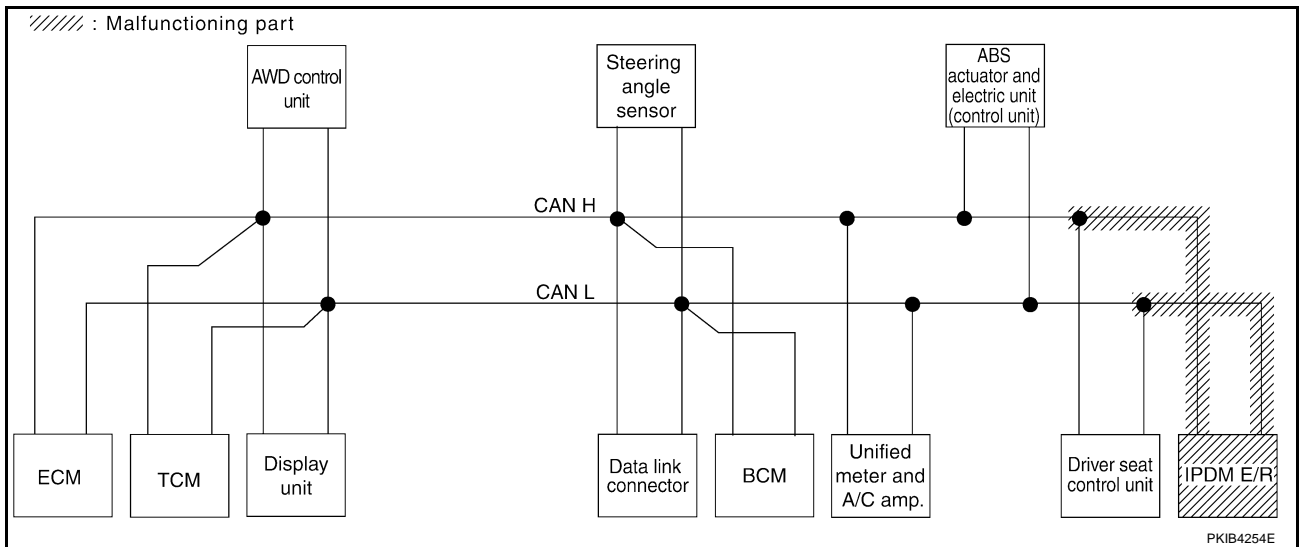 : Malfunctioning part
AWD control
unit
Steering
angle
sensor
ABS
actuator and
electric unit
(control unit)
CAN H
CAN L
ECM
TCM
Display
unit
Data link
connector
BCM
Unified
meter and
A/C amp.
Driver seat
control unit
IPDM E/R
PKIB4254E